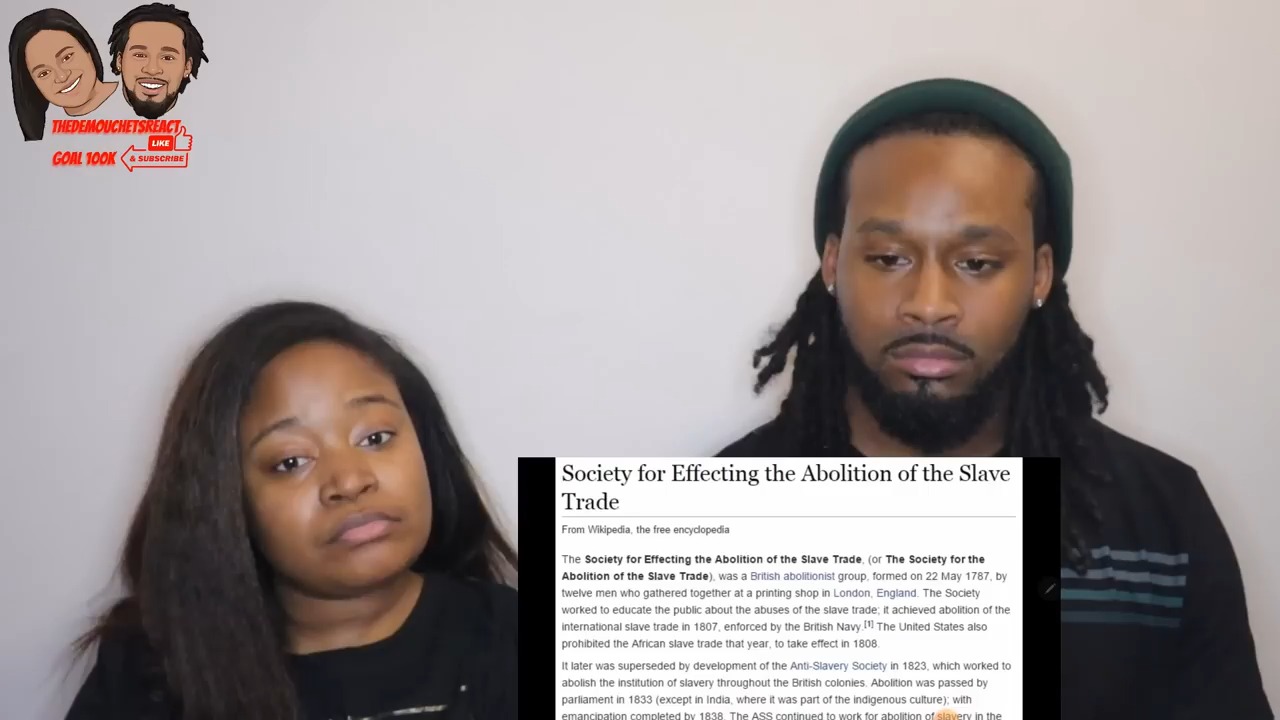 THEDEMOUCHETSREACT
LIKE
GOAL 100K
& SUBSCRIBE
Society for Effecting the Abolition of the Slave
Trade
From Wikipedia, the free encyclopedia
The Society for Effecting the Abolition of the Slave Trade, (or The Society for the
Abolition of the Slave Trade), was a British abolitionist group, formed on 22 May 1787, by
twelve men who gathered together at a printing shop in London, England. The Society
worked to educate the public about the abuses of the slave trade; it achieved abolition of the
international slave trade in 1807, enforced by the British Navy.[1] The United States also
prohibited the African slave trade that year, to take effect in 1808.
It later was superseded by development of the Anti-Slavery Society in 1823, which worked to
abolish the institution of slavery throughout the British colonies. Abolition was passed by
parliament in 1833 (except in India, where it was part of the indigenous culture); with
emancipation completed by 1838. The ASS continued to work for abolition of slavery in the